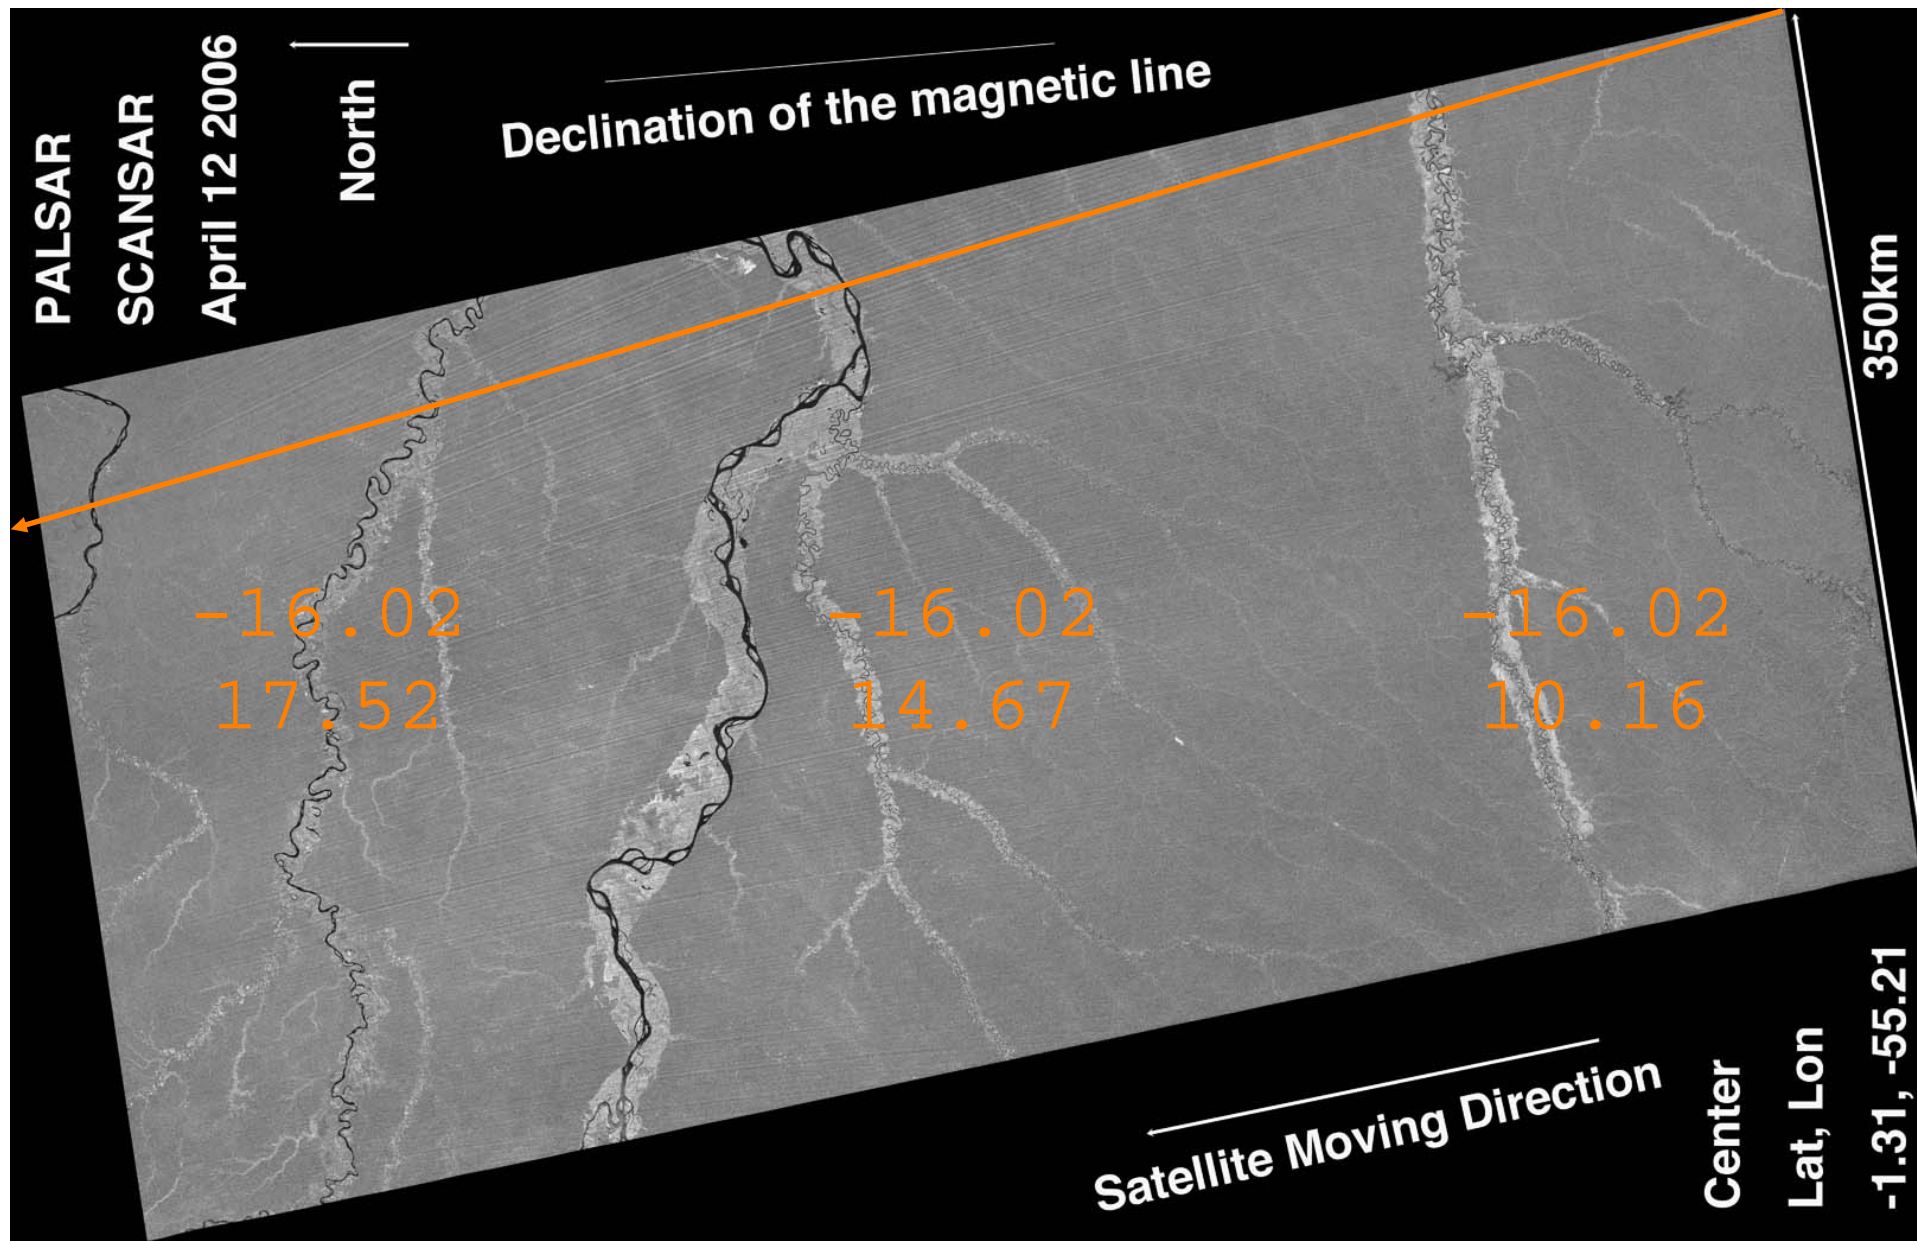 PALSAR
SCANSAR
April 12 2006
North
Declination of the magnetic line
350km
-16.02
17.52
-16.02
14.67
-16.02
10.16
Satellite Moving Direction
Center
Lat, Lon
-1.31, -55.21